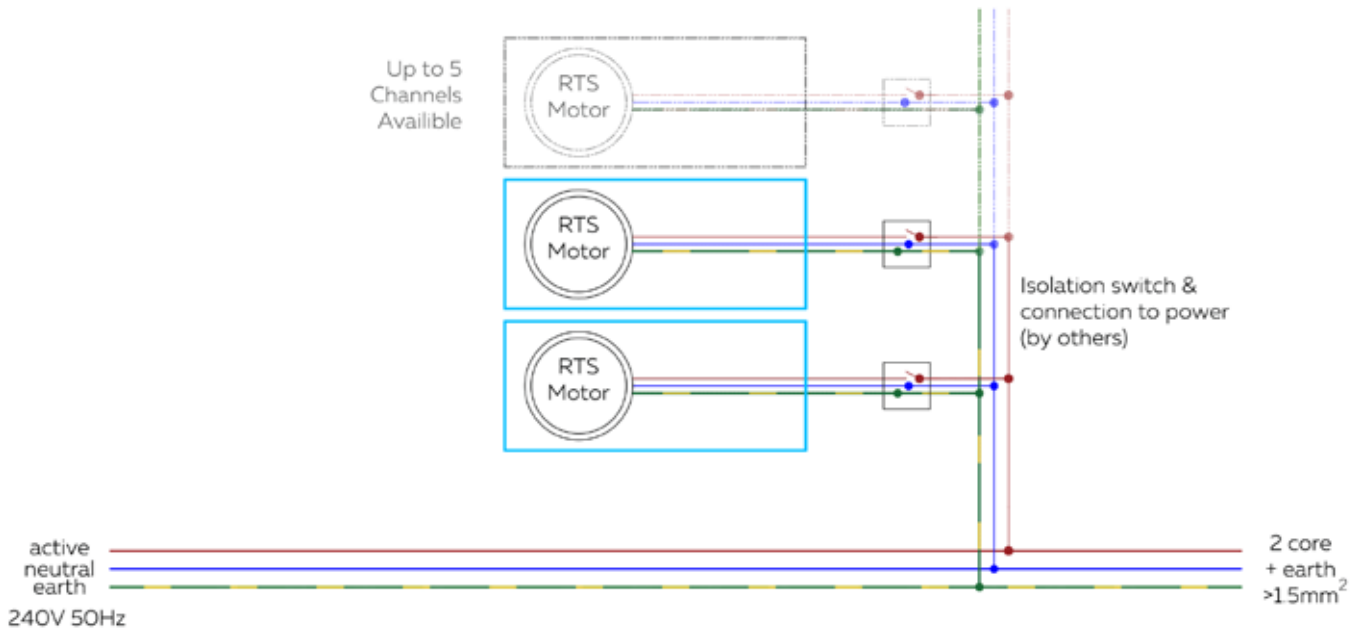 Up to 5
Channels
Availible
RTS
Motor
RTS
Motor
RTS
Motor
Isolation switch &
connection to power
(by others)
active
neutral
earth
240V 50Hz
2 core
+ earth
>1.5mm²